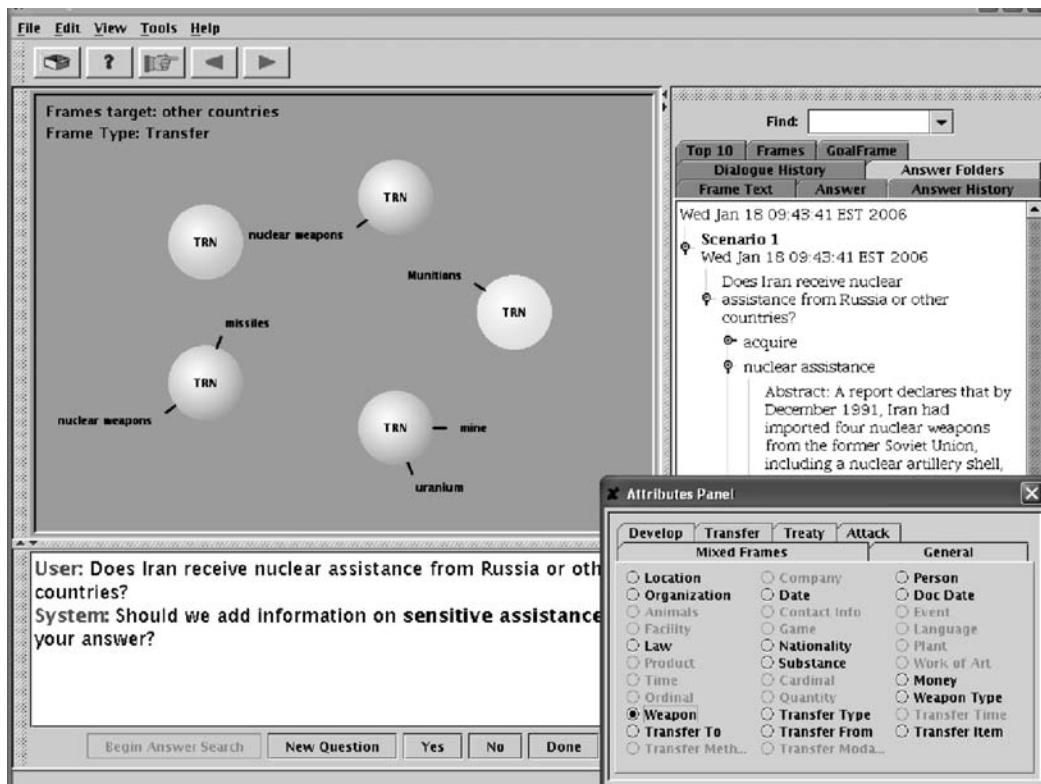 File Edit View Tools Help
?
Frames target: other countries
Frame Type: Transfer
TRN
TRN
nuclear weapons
Munitions
TRN
missiles
TRN
nuclear weapons
TRN
mine
uranium
Find:
Top 10 Frames GoalFrame
Dialogue History Answer Folders
Frame Text Answer Answer History
Wed Jan 18 09:43:41 EST 2006
Scenario 1
Wed Jan 18 09:43:41 EST 2006
Does Iran receive nuclear
assistance from Russia or other
countries?
acquire
nuclear assistance
Abstract: A report declares that by
December 1991, Iran had
imported four nuclear weapons
from the former Soviet Union,
including a nuclear artillery shell,
User: Does Iran receive nuclear assistance from Russia or oth
countries?
System: Should we add information on sensitive assistance
your answer?
Begin Answer Search New Question Yes No Done
Attributes Panel
Develop Transfer Treaty Attack
Mixed Frames General
Location Company Person
Organization Date Doc Date
Animals Contact Info Event
Facility Game Language
Law Nationality Plant
Product Substance Work of Art
Time Cardinal Money
Ordinal Quantity Weapon Type
Weapon Transfer Type Transfer Time
Transfer To Transfer From Transfer Item
Transfer Meth... Transfer Moda...